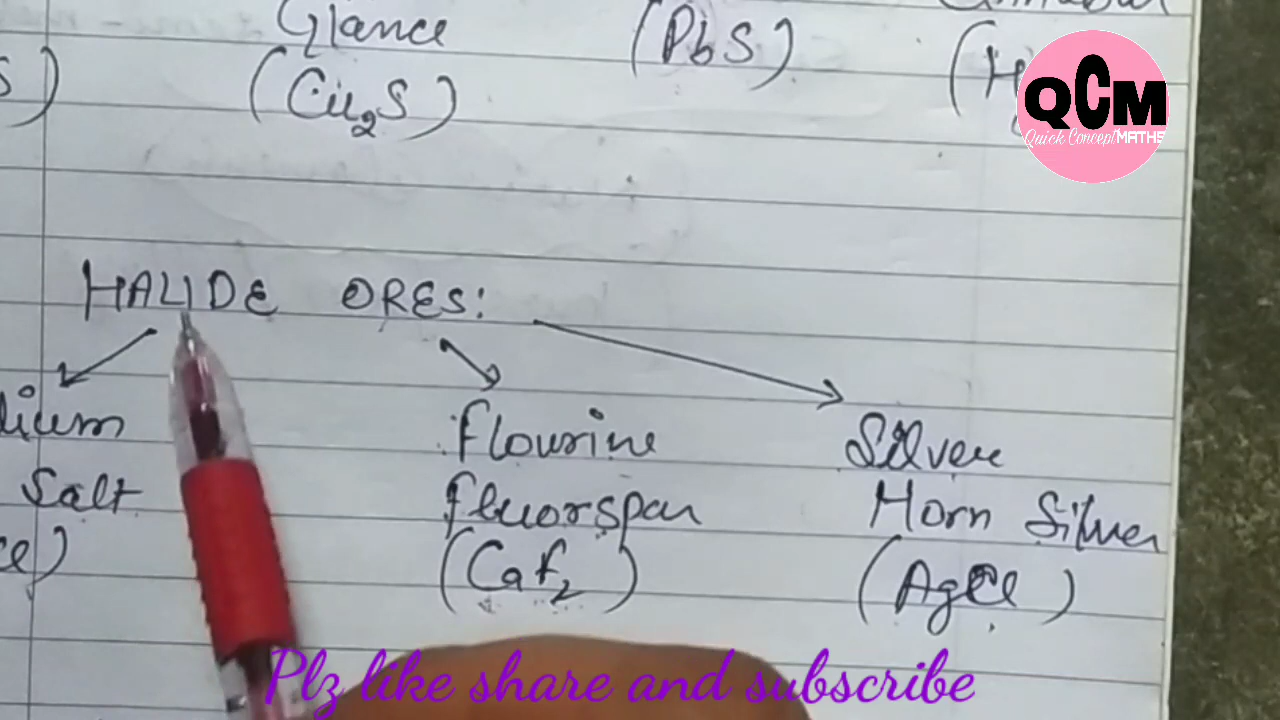 Glance
(PbS)
S)
(Cu₂S)
(H
QCM
Quick Concept MATHS
HALIDE ORES:
flourine
Silver
Salt
fluorspar
Horn Silver
(Caf₂)
(AgCl)
Plz like share and subscribe